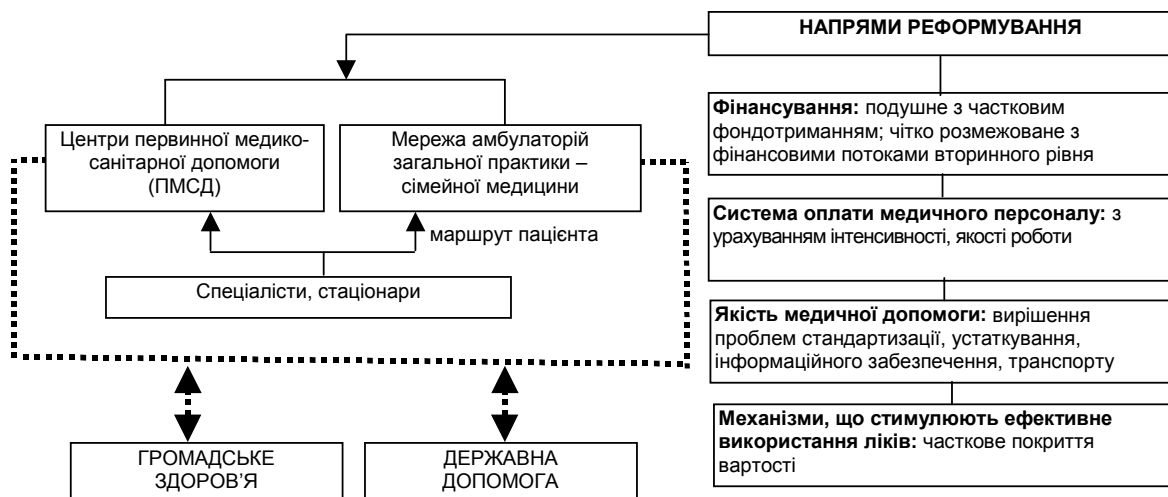 НАПРЯМИ РЕФОРМУВАННЯ
Центри первинної медико-
санітарної допомоги
(ПМСД)
Мережа амбулаторій
загальної практики –
сімейної медицини
маршрут пацієнта
Спеціалісти, стаціонари
ГРОМАДСЬКЕ
ЗДОРОВ’Я
ДЕРЖАВНА
ДОПОМОГА
Фінансування: подушне з частковим
фондотриманням; чітко розмежоване з
фінансовими потоками вторинного рівня
Система оплати медичного персоналу: з
урахуванням інтенсивності, якості роботи
Якість медичної допомоги: вирішення
проблем стандартизації, устаткування,
інформаційного забезпечення, транспорту
Механізми, що стимулюють ефективне
використання ліків: часткове покриття
вартості